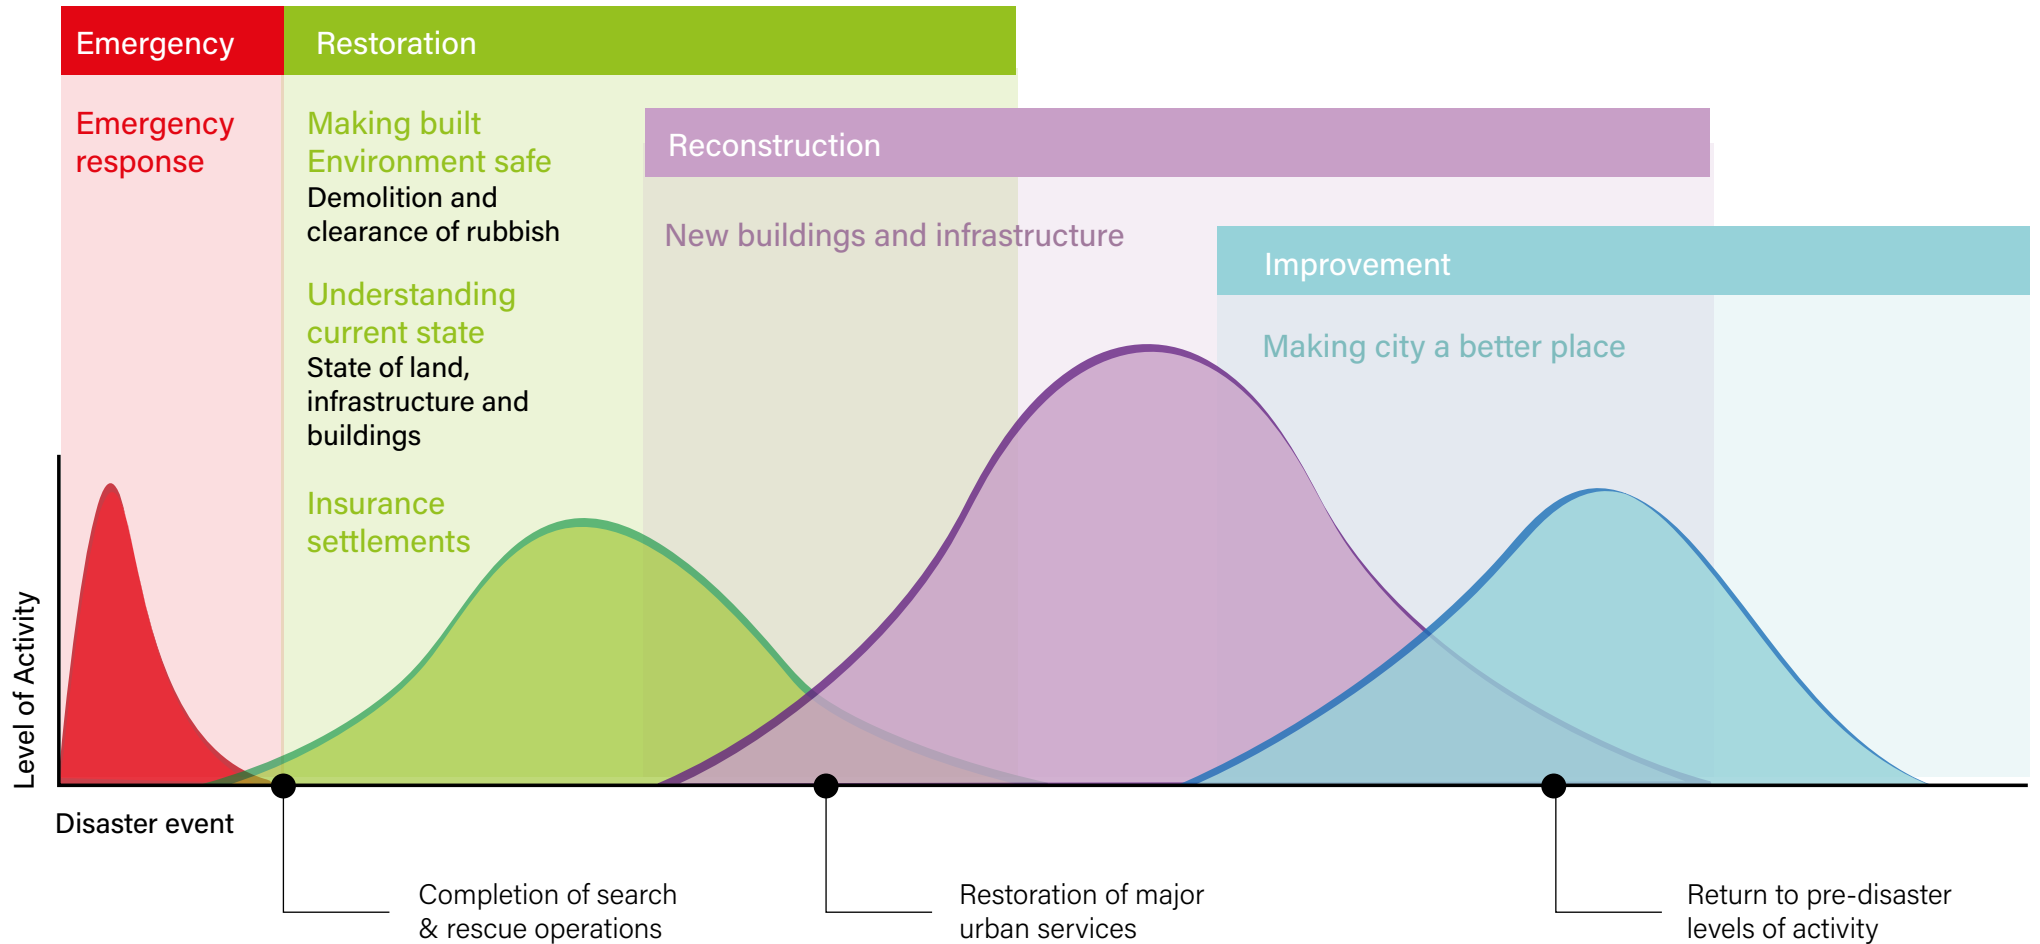 Emergency
Restoration
Emergency
response
Making built
Environment safe
Demolition and
clearance of rubbish
Understanding
current state
State of land,
infrastructure and
buildings
Insurance
settlements
Reconstruction
New buildings and infrastructure
Improvement
Making city a better place
Level of Activity
Disaster event
Completion of search
& rescue operations
Restoration of major
urban services
Return to pre-disaster
levels of activity